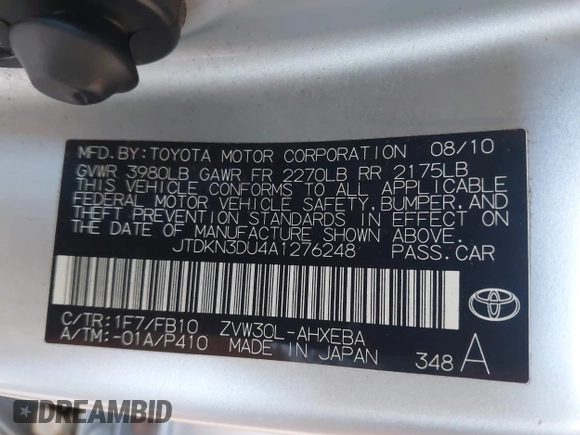 MFD.BY:TOYOTA MOTOR CORPORATION 08/10
GVWR 3980LB GAWR FR 2270LB RR 2175LB
THIS VEHICLE CONFORMS TO ALL APPLICABLE
FEDERAL MOTOR VEHICLE SAFETY, BUMPER, AND
THEFT PREVENTION STANDARDS IN EFFECT ON
THE DATE OF MANUFACTURE SHOWN ABOVE.
JTDKN3DU4A1276248 PASS.CAR
C/TR:1F7/FB10 ZVW30L-AHXEBA
A/TM:-01A/P410 MADE IN JAPAN 348 A
TOYOTA
DREAMBID